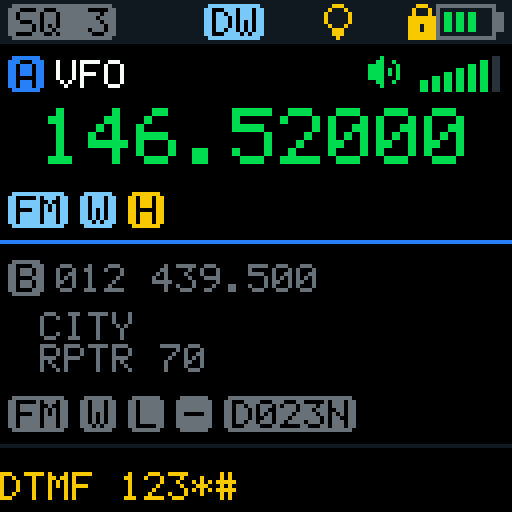 SQ 3 DW
A VFO
146.52000
FM W H
B 012 439.500
CITY
RPTR 70
FM W L - D023N
DTMF 123*#